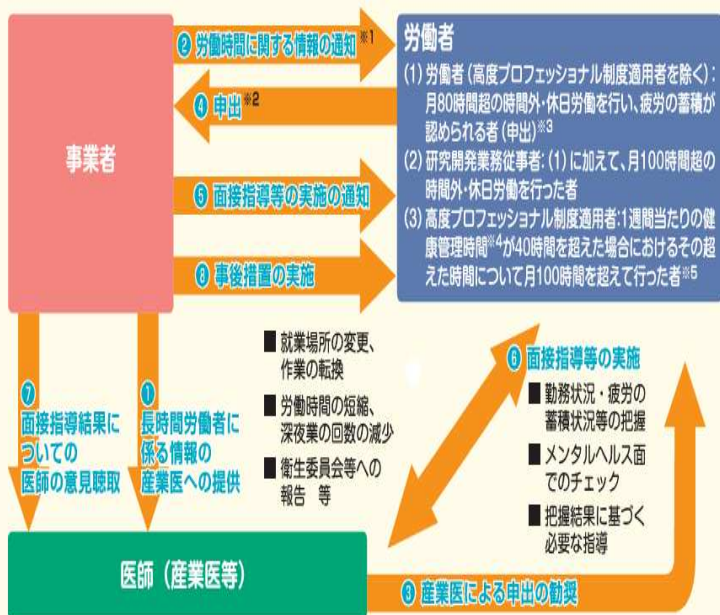 事業者
❷ 労働時間に関する情報の通知※1
❹ 申出※2
❺ 面接指導等の実施の通知
❽ 事後措置の実施
労働者
(1) 労働者(高度プロフェッショナル制度適用者を除く):
月80時間超の時間外・休日労働を行い、疲労の蓄積が
認められる者(申出)※3
(2) 研究開発業務従事者:(1)に加えて、月100時間超の
時間外・休日労働を行った者
(3) 高度プロフェッショナル制度適用者:1週間当たりの健
康管理時間※4が40時間を超えた場合におけるその超
えた時間について月100時間を超えて行った者※5
❼
面接指導結果に
ついての
医師の意見聴取
❶
長時間労働者に
係る情報の
産業医への提供
■ 就業場所の変更、
作業の転換
■ 労働時間の短縮、
深夜業の回数の減少
■ 衛生委員会等への
報告 等
❻ 面接指導等の実施
■ 勤務状況・疲労の
蓄積状況等の把握
■ メンタルヘルス面
でのチェック
■ 把握結果に基づく
必要な指導
医師(産業医等)
❸ 産業医による申出の勧奨